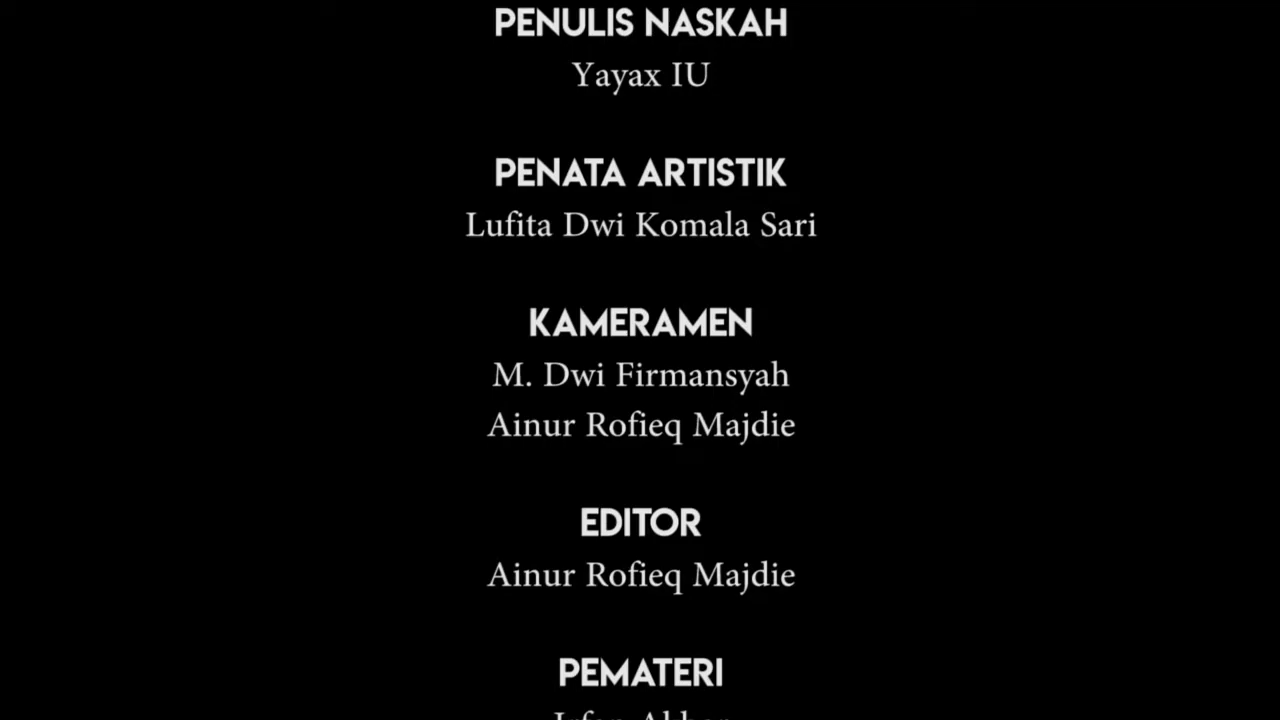 PENULIS NASKAH
Yayax IU
PENATA ARTISTIK
Lufita Dwi Komala Sari
KAMERAMEN
M. Dwi Firmansyah
Ainur Rofieq Majdie
EDITOR
Ainur Rofieq Majdie
PEMATERI